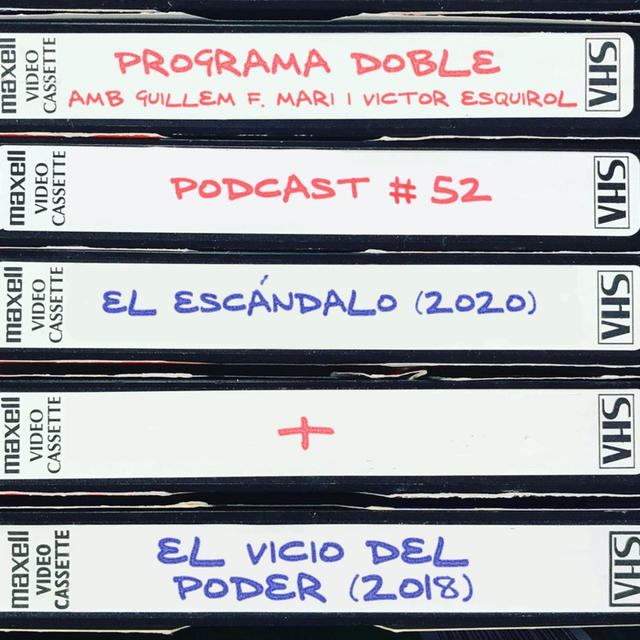 maxell
VIDEO
CASSETTE
PROGRAMA DOBLE
AMB GUILLEM F. MARI I VICTOR ESQUIROL
VHS
maxell
VIDEO
CASSETTE
PODCAST # 52
VHS
maxell
VIDEO
CASSETTE
EL ESCÁNDALO (2020)
VHS
maxell
VIDEO
CASSETTE
+
VHS
maxell
VIDEO
CASSETTE
EL VICIO DEL
PODER (2018)
VHS